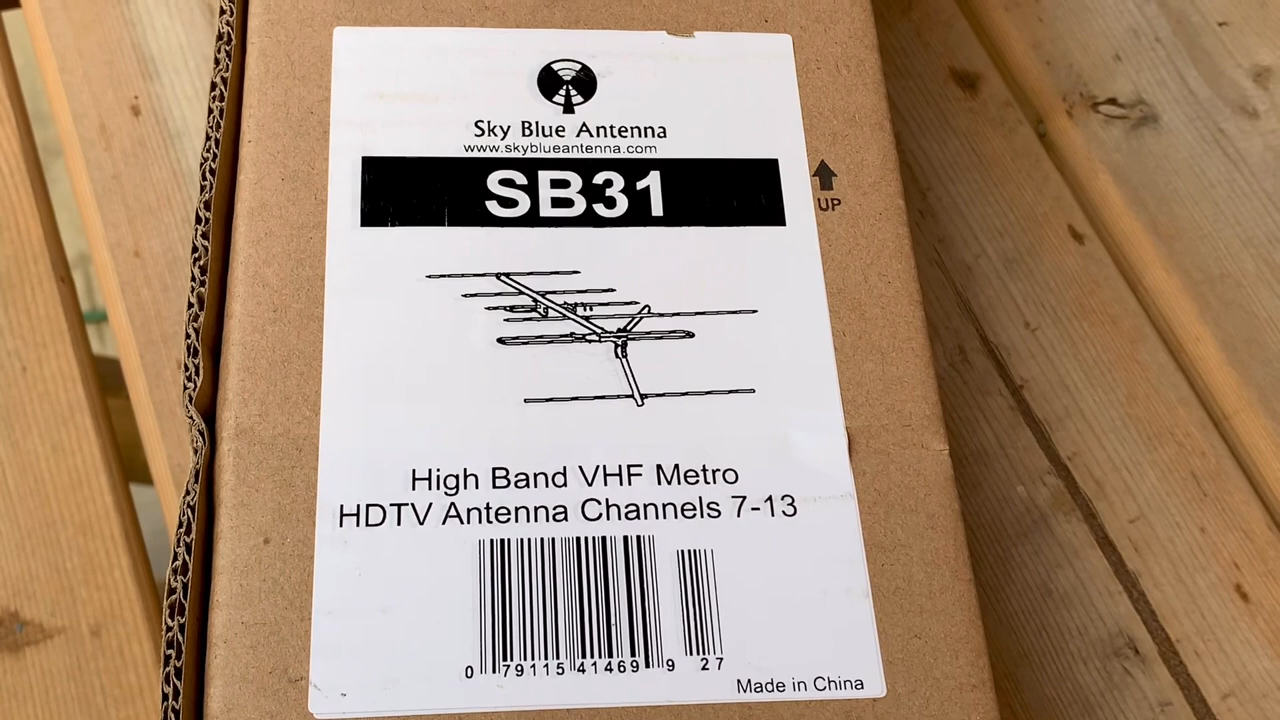 Sky Blue Antenna
www.skyblueantenna.com
SB31
UP
High Band VHF Metro
HDTV Antenna Channels 7-13
0 79115 41469 9 27
Made in China